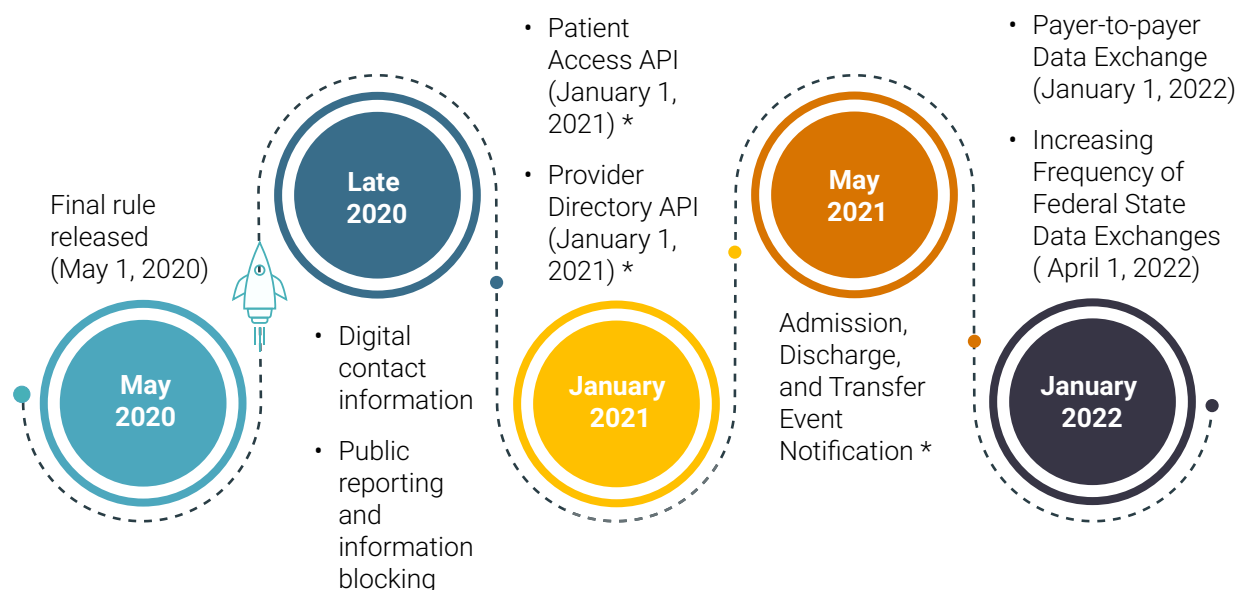 Final rule
released
(May 1, 2020)
May
2020
Late
2020
• Digital
contact
information
• Public
reporting
and
information
blocking
• Patient
Access API
(January 1,
2021) *
• Provider
Directory API
(January 1,
2021) *
January
2021
May
2021
Admission,
Discharge,
and Transfer
Event
Notification *
• Payer-to-payer
Data Exchange
(January 1, 2022)
• Increasing
Frequency of
Federal State
Data Exchanges
( April 1, 2022)
January
2022